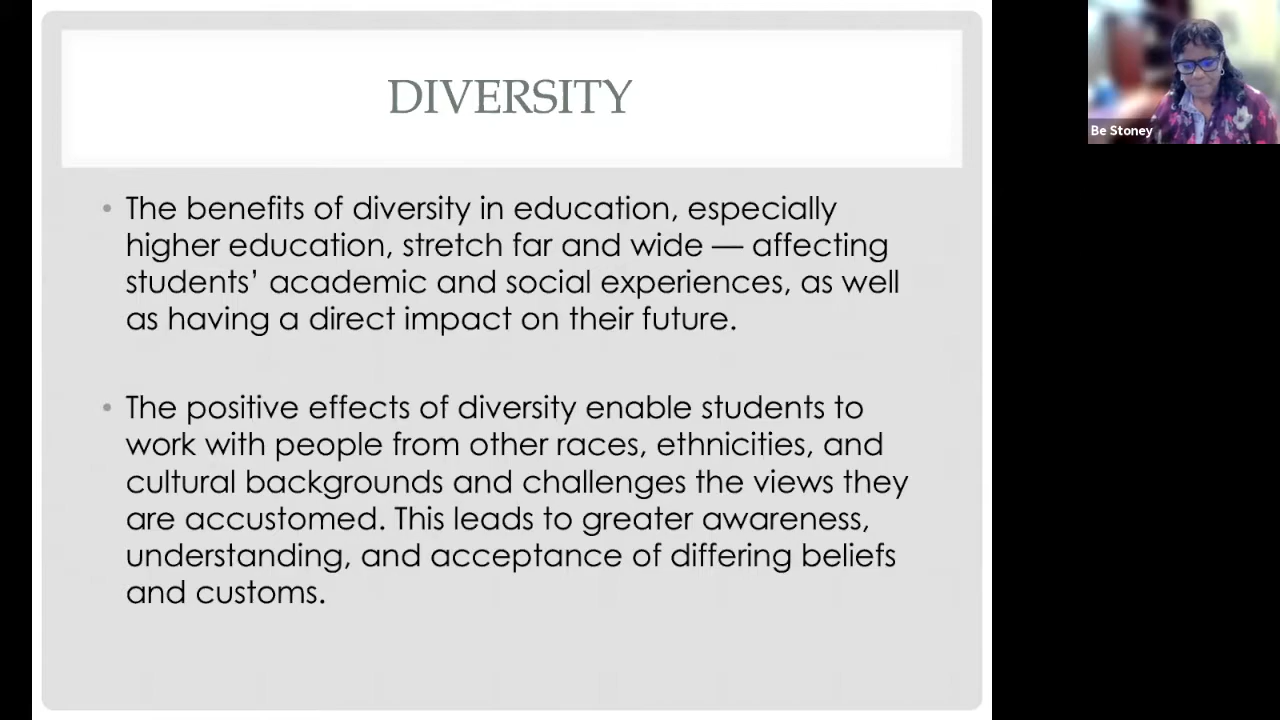 DIVERSITY
• The benefits of diversity in education, especially
higher education, stretch far and wide — affecting
students’ academic and social experiences, as well
as having a direct impact on their future.
• The positive effects of diversity enable students to
work with people from other races, ethnicities, and
cultural backgrounds and challenges the views they
are accustomed. This leads to greater awareness,
understanding, and acceptance of differing beliefs
and customs.
Be Stoney